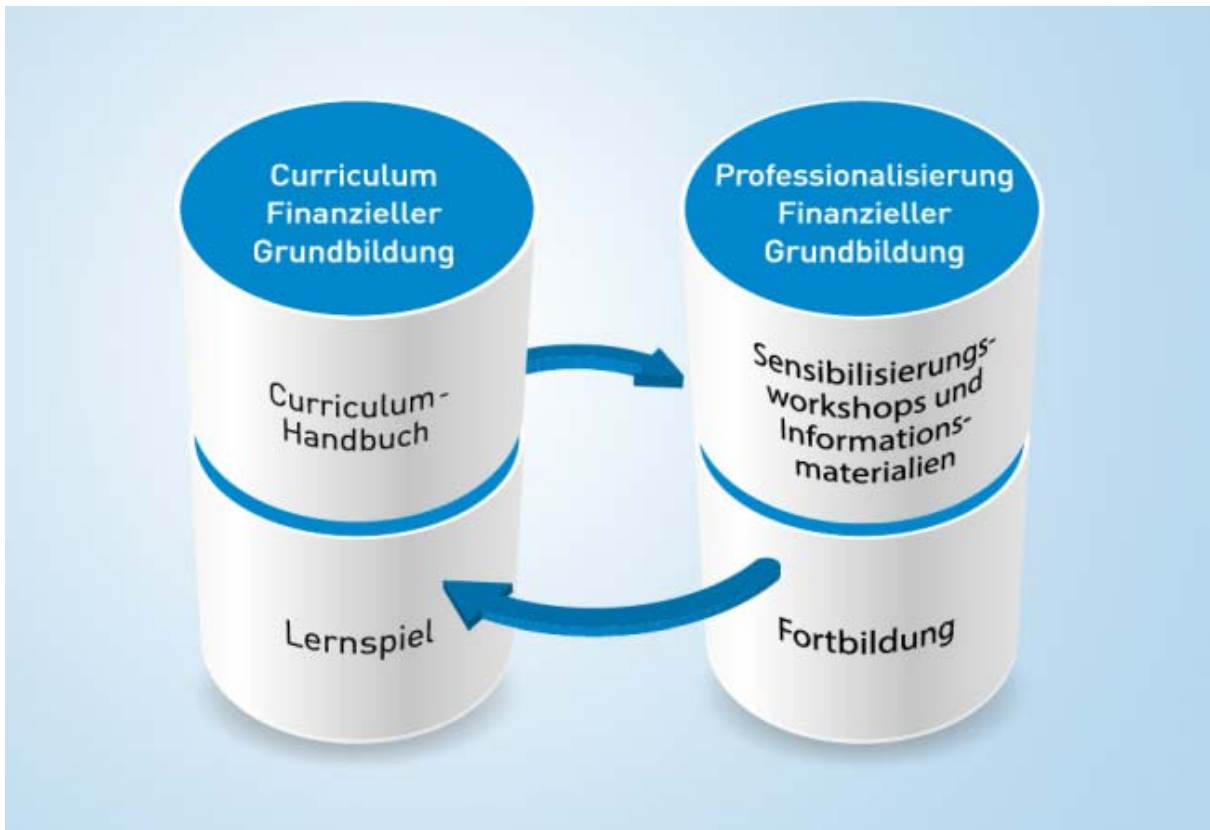 Curriculum
Finanzieller
Grundbildung
Curriculum-
Handbuch
Lernspiel
Professionalisierung
Finanzieller
Grundbildung
Sensibilisierungs-
workshops und
Informations-
materialien
Fortbildung